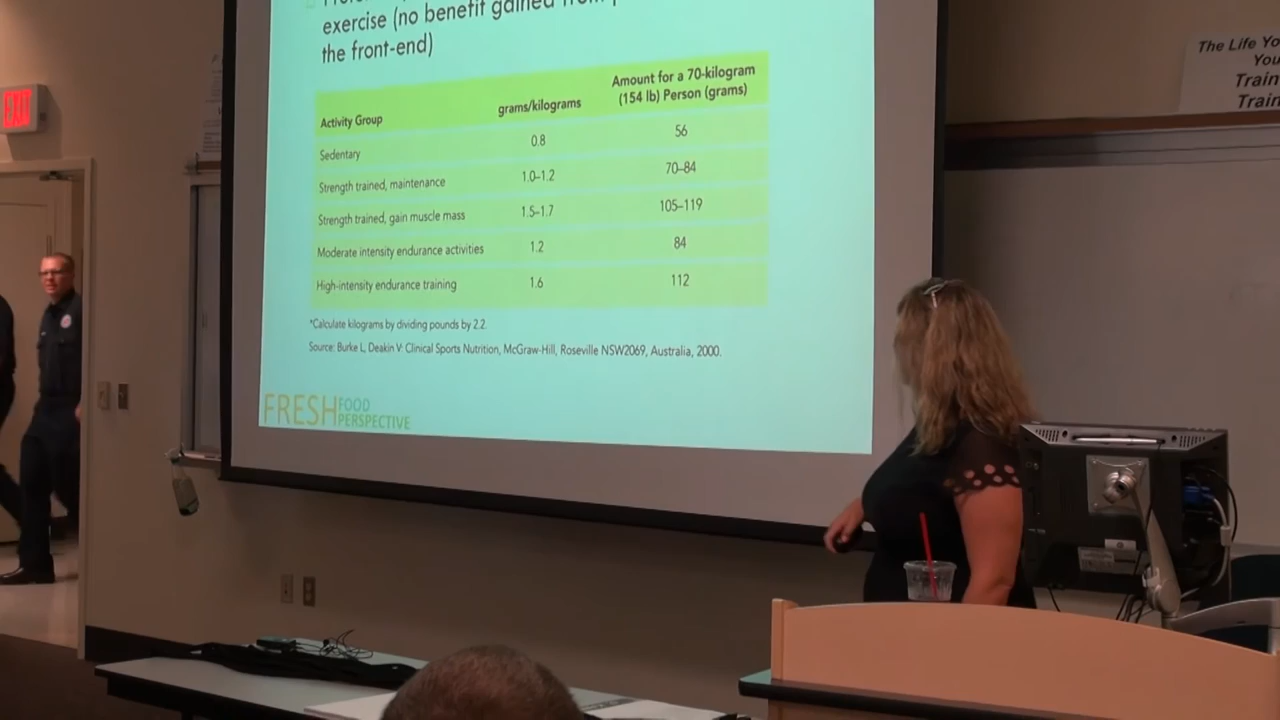 exercise (no benefit gained from
the front-end)
Activity Group grams/kilograms Amount for a 70-kilogram (154 lb) Person (grams)
Sedentary 0.8 56
Strength trained, maintenance 1.0–1.2 70–84
Strength trained, gain muscle mass 1.5–1.7 105–119
Moderate intensity endurance activities 1.2 84
High-intensity endurance training 1.6 112
*Calculate kilograms by dividing pounds by 2.2.
Source: Burke L, Deakin V: Clinical Sports Nutrition, McGraw-Hill, Roseville NSW2069, Australia, 2000.
FRESH FOOD PERSPECTIVE
EXIT
The Life Yo
You
Train
Train